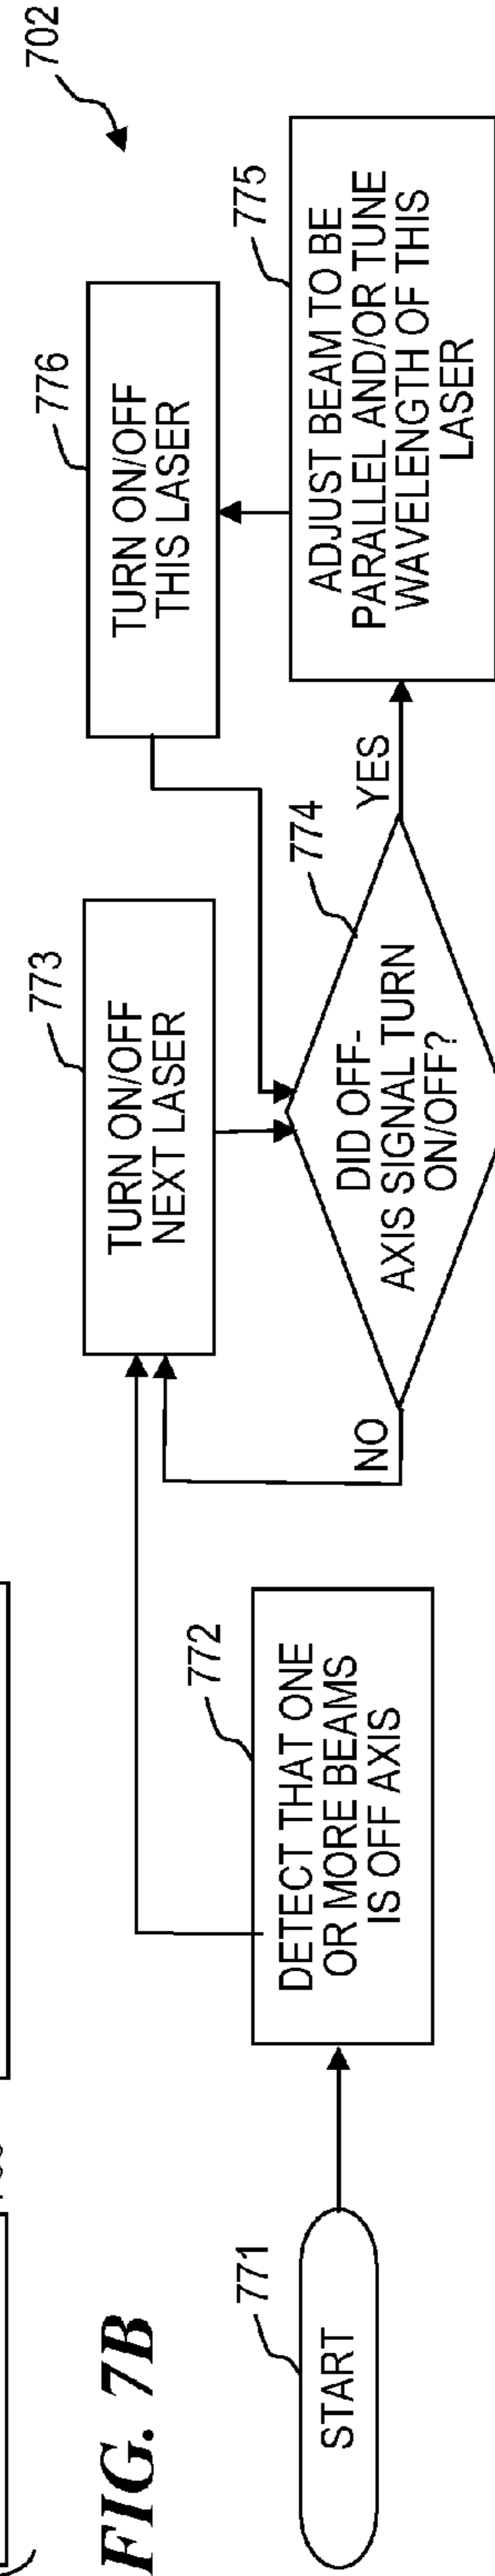 FIG. 7B
702
771
START
772
DETECT THAT ONE
OR MORE BEAMS
IS OFF AXIS
773
TURN ON/OFF
NEXT LASER
774
DID OFF-
AXIS SIGNAL TURN
ON/OFF?
NO
YES
775
ADJUST BEAM TO BE
PARALLEL AND/OR TUNE
WAVELENGTH OF THIS
LASER
776
TURN ON/OFF
THIS LASER